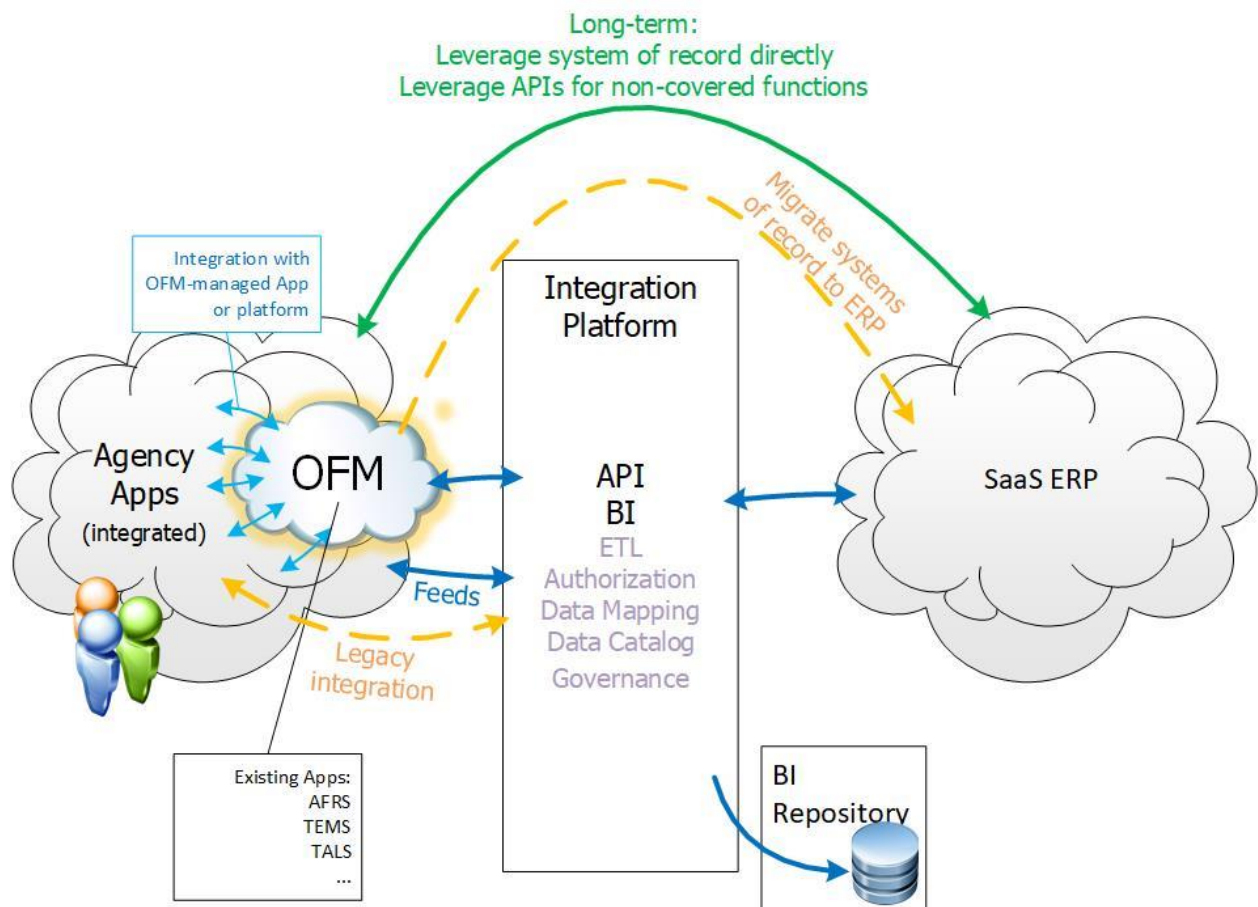 Long-term:
Leverage system of record directly
Leverage APIs for non-covered functions
Migrate systems
of record to ERP
Integration with
OFM-managed App
or platform
Integration
Platform
Agency
Apps
(integrated)
OFM
API
BI
ETL
Authorization
Data Mapping
Data Catalog
Governance
SaaS ERP
Feeds
Legacy
integration
Existing Apps:
AFRS
TEMS
TALS
...
BI
Repository